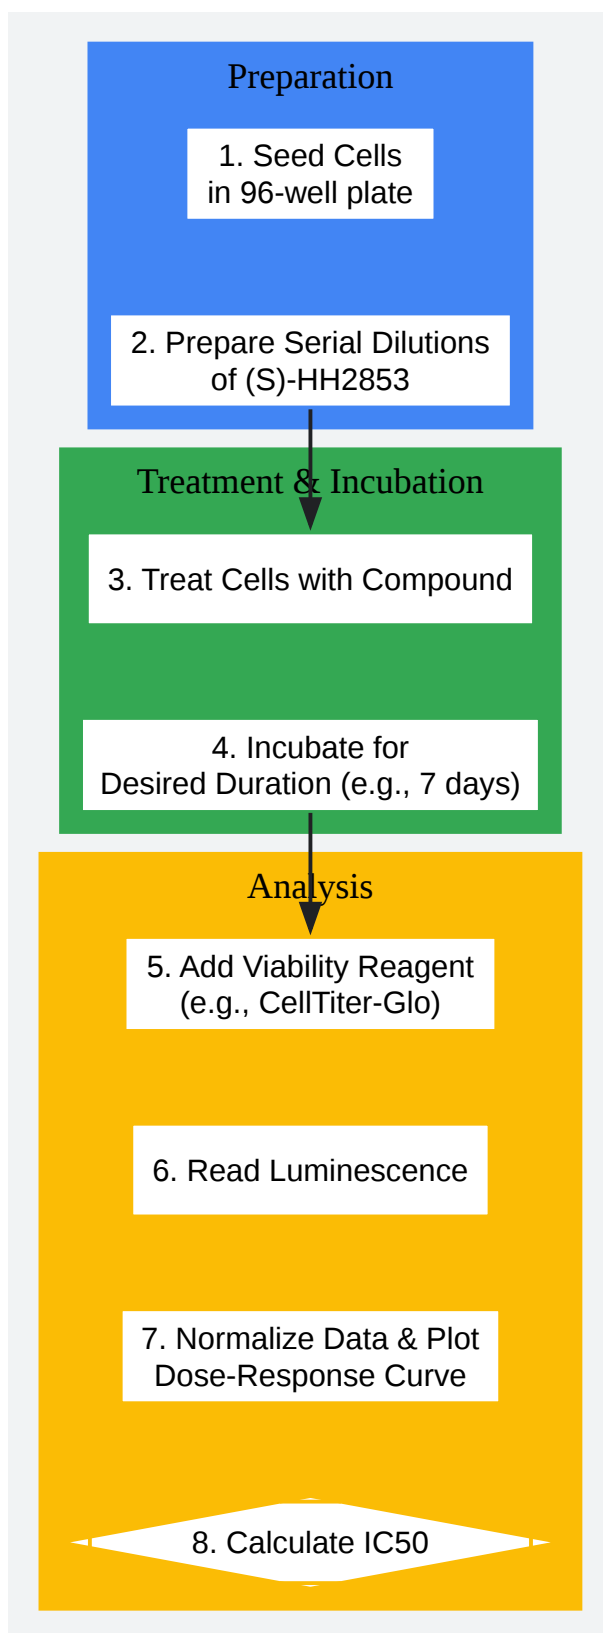 Preparation
1. Seed Cells
in 96-well plate
2. Prepare Serial Dilutions
of (S)-HH2853
Treatment & Incubation
3. Treat Cells with Compound
4. Incubate for
Desired Duration (e.g., 7 days)
Analysis
5. Add Viability Reagent
(e.g., CellTiter-Glo)
6. Read Luminescence
7. Normalize Data & Plot
Dose-Response Curve
8. Calculate IC50